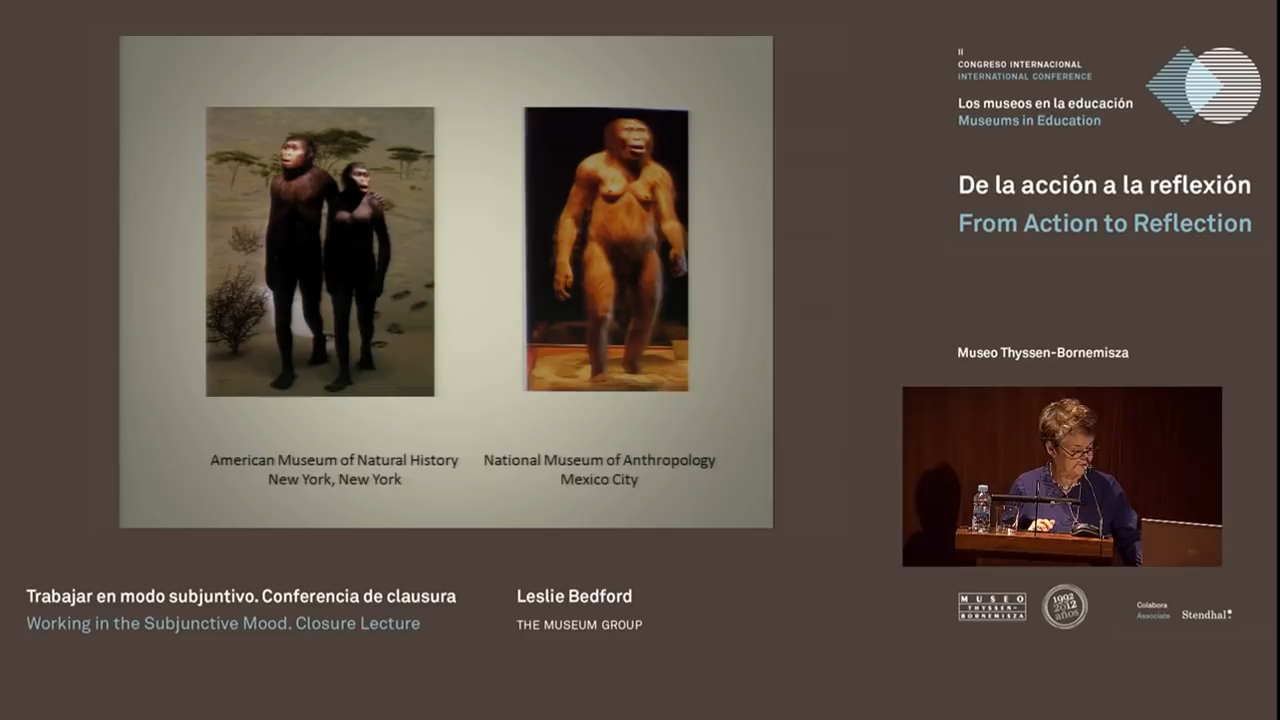 American Museum of Natural History
New York, New York
National Museum of Anthropology
Mexico City
II
CONGRESO INTERNACIONAL
INTERNATIONAL CONFERENCE
Los museos en la educación
Museums in Education
De la acción a la reflexión
From Action to Reflection
Museo Thyssen-Bornemisza
Trabajar en modo subjuntivo. Conferencia de clausura
Working in the Subjunctive Mood. Closure Lecture
Leslie Bedford
THE MUSEUM GROUP
MUSEO
THYSSEN-
BORNEMISZA
1992
2012
años
Colabora
Associate
Stendhal